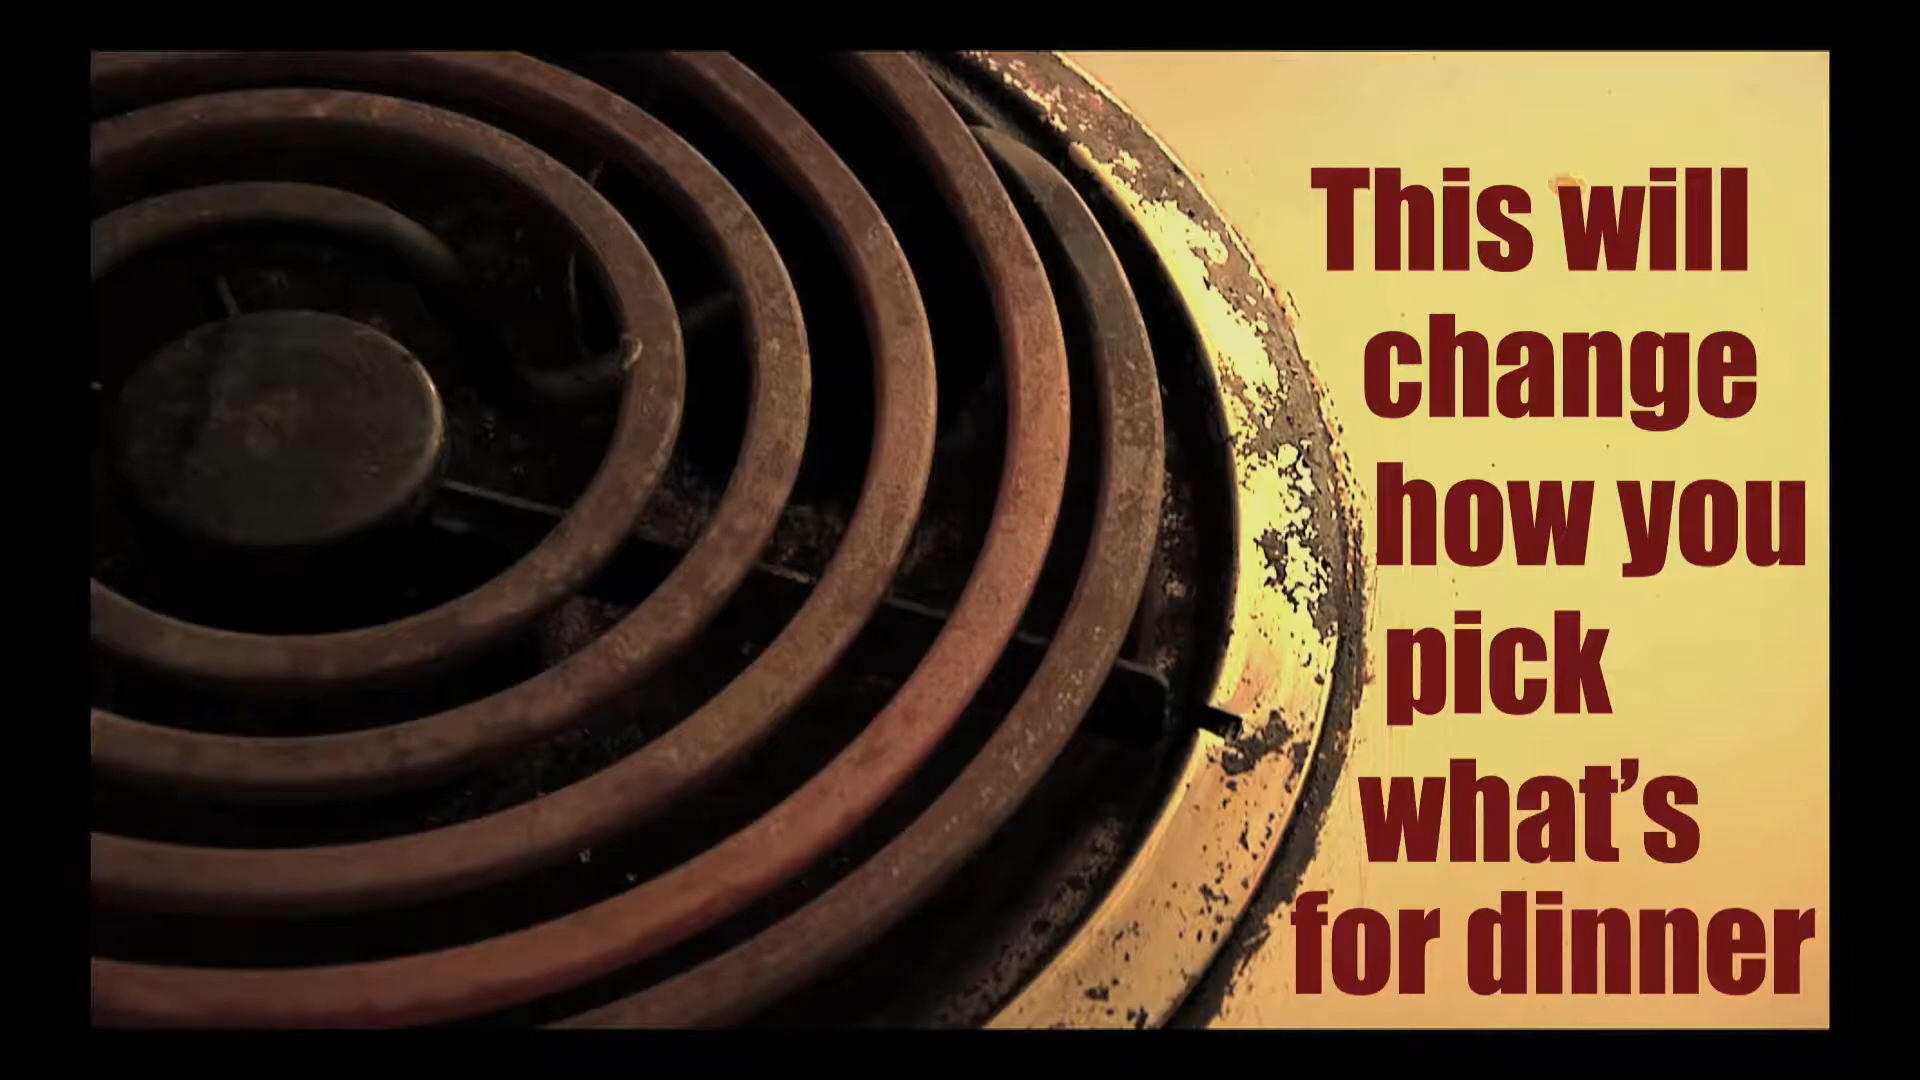 This will
change
how you
pick
what’s
for dinner